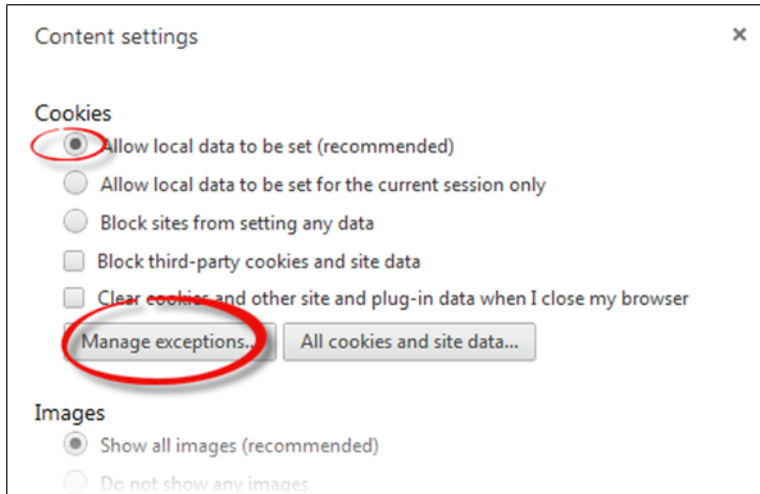 Content settings
Cookies
Allow local data to be set (recommended)
Allow local data to be set for the current session only
Block sites from setting any data
Block third-party cookies and site data
Clear cookies and other site and plug-in data when I close my browser
Manage exceptions... All cookies and site data...
Images
Show all images (recommended)
Do not show any images